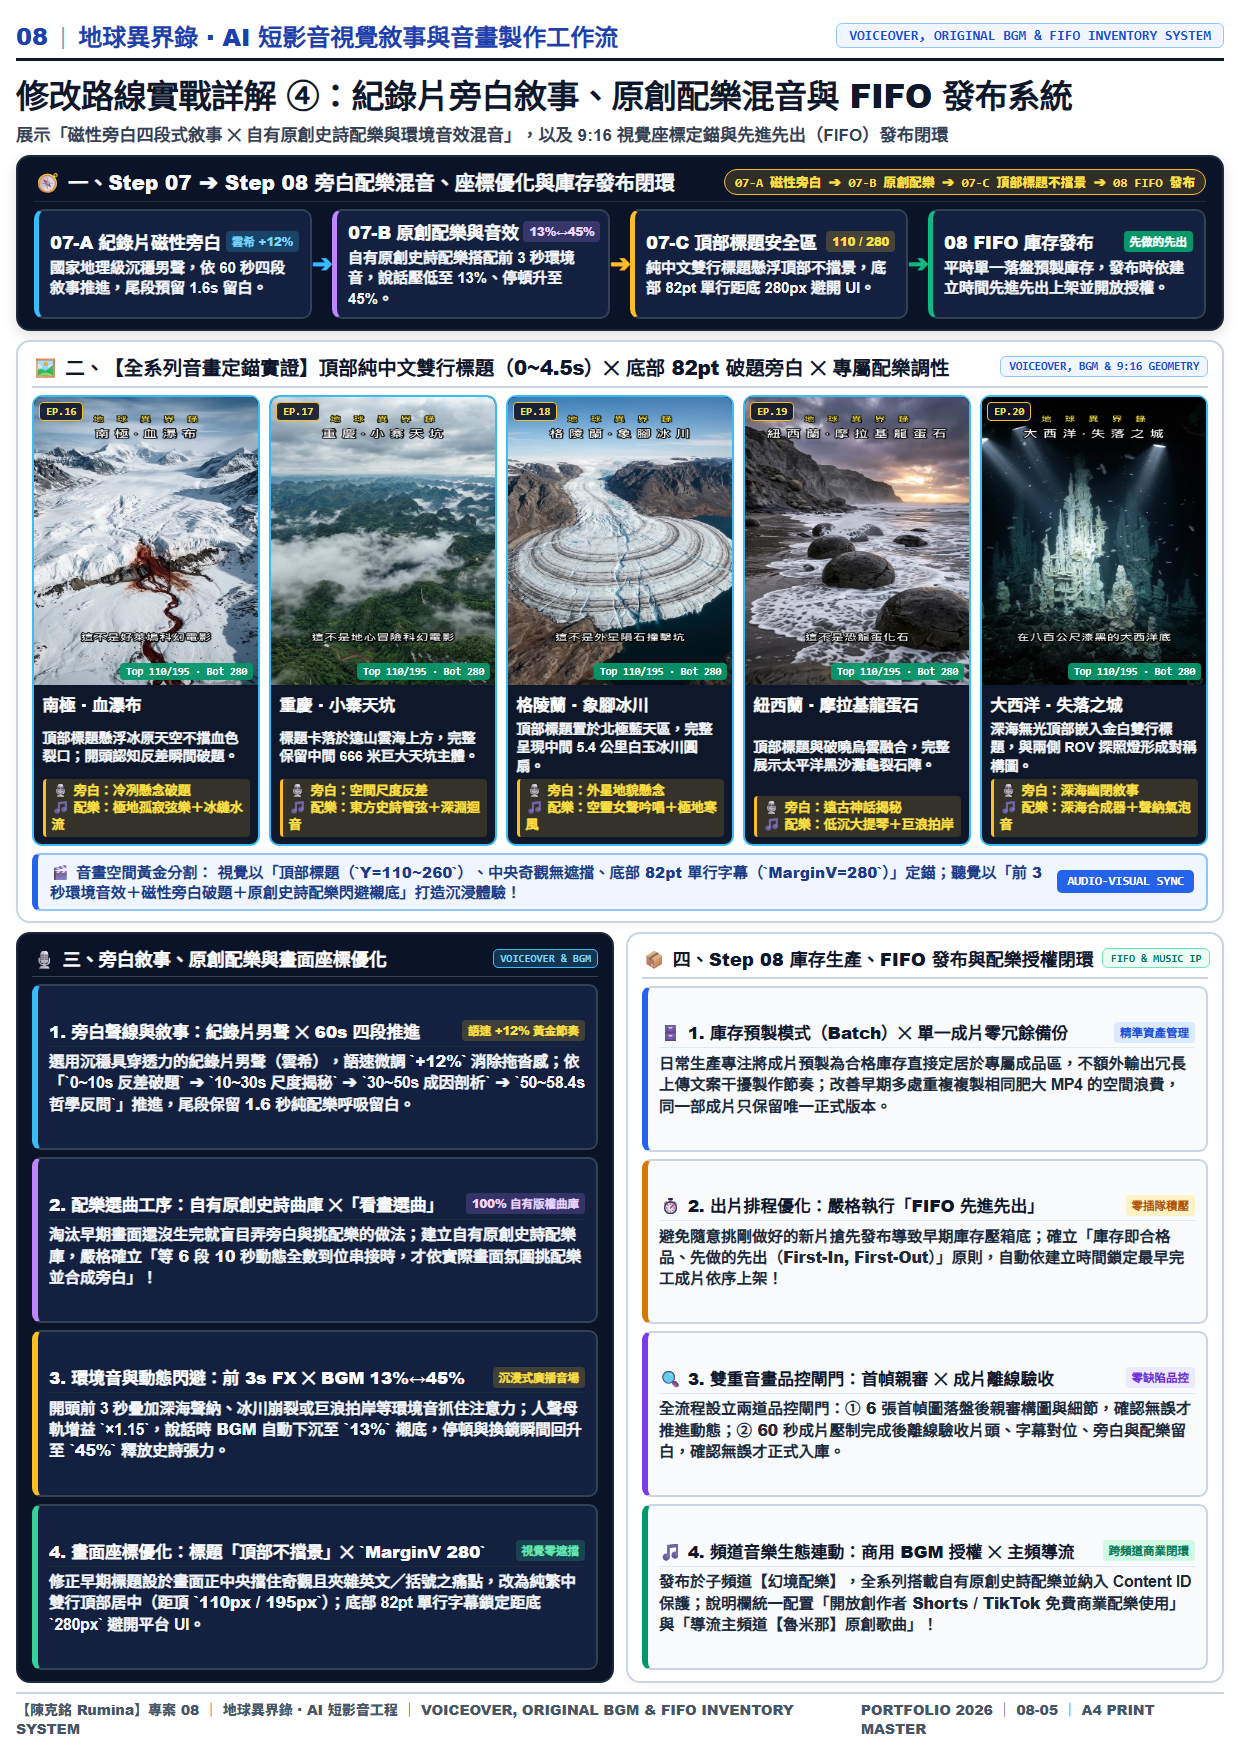 08 | 地球異界錄 · AI 短影音視覺敘事與音畫製作工作流
VOICEOVER, ORIGINAL BGM & FIFO INVENTORY SYSTEM
修改路線實戰詳解 ④：紀錄片旁白敘事、原創配樂混音與 FIFO 發布系統
展示「磁性旁白四段式敘事 ✕ 自有原創史詩配樂與環境音效混音」，以及 9:16 視覺座標定錨與先進先出（FIFO）發布閉環
一、Step 07 ➔ Step 08 旁白配樂混音、座標優化與庫存發布閉環
07-A 磁性旁白 ➔ 07-B 原創配樂 ➔ 07-C 頂部標題不擋景 ➔ 08 FIFO 發布
07-A 紀錄片磁性旁白
雲希 +12%
國家地理級沉穩男聲，依 60 秒四段
敘事推進，尾段預留 1.6s 留白。
➔
07-B 原創配樂與音效
13%↔45%
自有原創史詩配樂搭配前 3 秒環境
音，說話壓低至 13%、停頓升至
45%。
➔
07-C 頂部標題安全區
110 / 280
純中文雙行標題懸浮頂部不擋景，底
部 82pt 單行距底 280px 避開 UI。
➔
08 FIFO 庫存發布
先做的先出
平時單一落盤預製庫存，發布時依建
立時間先進先出上架並開放授權。
二、【全系列音畫定錨實證】頂部純中文雙行標題（0~4.5s）✕ 底部 82pt 破題旁白 ✕ 專屬配樂調性
VOICEOVER, BGM & 9:16 GEOMETRY
EP.16
地球異界錄
南極·血瀑布
這不是好萊塢科幻電影
Top 110/195 · Bot 280
南極 · 血瀑布
頂部標題懸浮冰原天空不擋血色
裂口；開頭認知反差瞬間破題。
旁白：冷冽懸念破題
配樂：極地孤寂弦樂＋冰縫水
流
EP.17
地球異界錄
重慶·小寨天坑
這不是地心冒險科幻電影
Top 110/195 · Bot 280
重慶 · 小寨天坑
標題卡落於遠山雲海上方，完整
保留中間 666 米巨大天坑主體。
旁白：空間尺度反差
配樂：東方史詩管弦＋深淵迴
音
EP.18
地球異界錄
格陵蘭·象腳冰川
這不是外星隕石撞擊坑
Top 110/195 · Bot 280
格陵蘭 · 象腳冰川
頂部標題置於北極藍天區，完整
呈現中間 5.4 公里白玉冰川圓
扇。
旁白：外星地貌懸念
配樂：空靈女聲吟唱＋極地寒
風
EP.19
地球異界錄
紐西蘭·摩拉基龍蛋石
這不是恐龍蛋化石
Top 110/195 · Bot 280
紐西蘭 · 摩拉基龍蛋石
頂部標題與破曉烏雲融合，完整
展示太平洋黑沙灘龜裂石陣。
旁白：遠古神話揭秘
配樂：低沉大提琴＋巨浪拍岸
EP.20
地球異界錄
大西洋·失落之城
在八百公尺漆黑的大西洋底
Top 110/195 · Bot 280
大西洋 · 失落之城
深海無光頂部嵌入金白雙行標
題，與兩側 ROV 探照燈形成對稱
構圖。
旁白：深海幽閉敘事
配樂：深海合成器＋聲納氣泡
音
音畫空間黃金分割： 視覺以「頂部標題（`Y=110~260`）、中央奇觀無遮擋、底部 82pt 單行字幕（`MarginV=280`）」定錨；聽覺以「前 3
秒環境音效＋磁性旁白破題＋原創史詩配樂閃避襯底」打造沉浸體驗！
AUDIO-VISUAL SYNC
三、旁白敘事、原創配樂與畫面座標優化
VOICEOVER & BGM
1. 旁白聲線與敘事：紀錄片男聲 ✕ 60s 四段推進
語速 +12% 黃金節奏
選用沉穩具穿透力的紀錄片男聲（雲希），語速微調 `+12%` 消除拖沓感；依
「`0~10s 反差破題` ➔ `10~30s 尺度揭秘` ➔ `30~50s 成因剖析` ➔ `50~58.4s
哲學反問`」推進，尾段保留 1.6 秒純配樂呼吸留白。
2. 配樂選曲工序：自有原創史詩曲庫 ✕「看畫選曲」
100% 自有版權曲庫
淘汰早期畫面還沒生完就盲目弄旁白與挑配樂的做法；建立自有原創史詩配樂
庫，嚴格確立「等 6 段 10 秒動態全數到位串接時，才依實際畫面氛圍挑配樂
並合成旁白」！
3. 環境音與動態閃避：前 3s FX ✕ BGM 13%↔45%
沉浸式廣播音場
開頭前 3 秒疊加深海聲納、冰川崩裂或巨浪拍岸等環境音抓住注意力；人聲母
軌增益 `×1.15`，說話時 BGM 自動下沉至 `13%` 襯底，停頓與換鏡瞬間回升
至 `45%` 釋放史詩張力。
4. 畫面座標優化：標題「頂部不擋景」✕ `MarginV 280`
視覺零遮擋
修正早期標題設於畫面正中央擋住奇觀且夾雜英文／括號之痛點，改為純繁中
雙行頂部居中（距頂 `110px / 195px`）；底部 82pt 單行字幕鎖定距底
`280px` 避開平台 UI。
四、Step 08 庫存生產、FIFO 發布與配樂授權閉環
FIFO & MUSIC IP
1. 庫存預製模式（Batch）✕ 單一成片零冗餘備份
精準資產管理
日常生產專注將成片預製為合格庫存直接定居於專屬成品區，不額外輸出冗長
上傳文案干擾製作節奏；改善早期多處重複複製相同肥大 MP4 的空間浪費，
同一部成片只保留唯一正式版本。
2. 出片排程優化：嚴格執行「FIFO 先進先出」
零插隊積壓
避免隨意挑剛做好的新片搶先發布導致早期庫存壓箱底；確立「庫存即合格
品、先做的先出（First-In, First-Out）」原則，自動依建立時間鎖定最早完
工成片依序上架！
3. 雙重音畫品控閘門：首幀親審 ✕ 成片離線驗收
零缺陷品控
全流程設立兩道品控閘門：① 6 張首幀圖落盤後親審構圖與細節，確認無誤才
推進動態；② 60 秒成片壓制完成後離線驗收片頭、字幕對位、旁白與配樂留
白，確認無誤才正式入庫。
4. 頻道音樂生態連動：商用 BGM 授權 ✕ 主頻導流
跨頻道商業閉環
發布於子頻道【幻境配樂】，全系列搭載自有原創史詩配樂並納入 Content ID
保護；說明欄統一配置「開放創作者 Shorts / TikTok 免費商業配樂使用」
與「導流主頻道【魯米那】原創歌曲」！
【陳克銘 Rumina】專案 08 | 地球異界錄 · AI 短影音工程 | VOICEOVER, ORIGINAL BGM & FIFO INVENTORY
SYSTEM
PORTFOLIO 2026 | 08-05 | A4 PRINT
MASTER